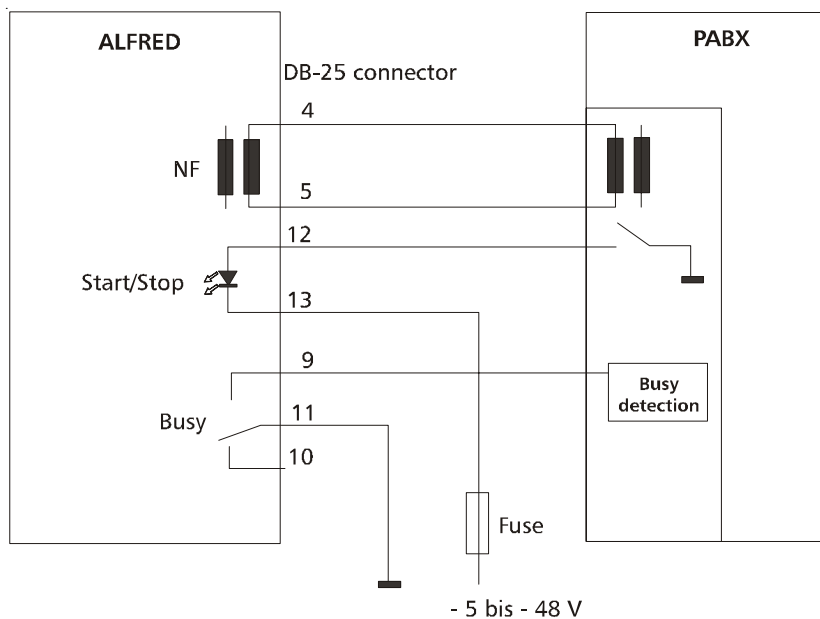 ALFRED
PABX
DB-25 connector
4
NF
5
12
Start/Stop
13
9
Busy
detection
Busy
11
10
Fuse
- 5 bis - 48 V